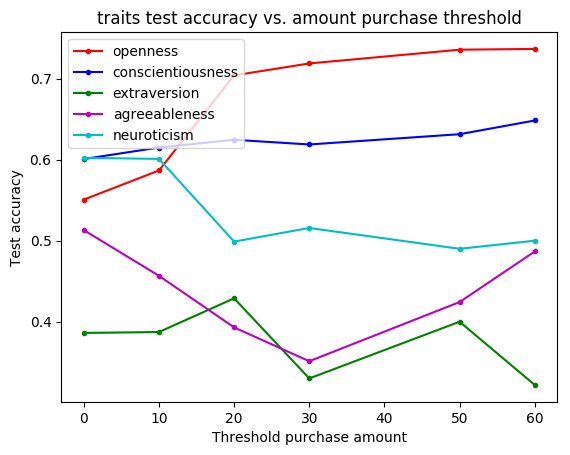 traits test accuracy vs. amount purchase threshold
openness
conscientiousness
extraversion
agreeableness
neuroticism
Test accuracy
0.7
0.6
0.5
0.4
0 10 20 30 40 50 60
Threshold purchase amount